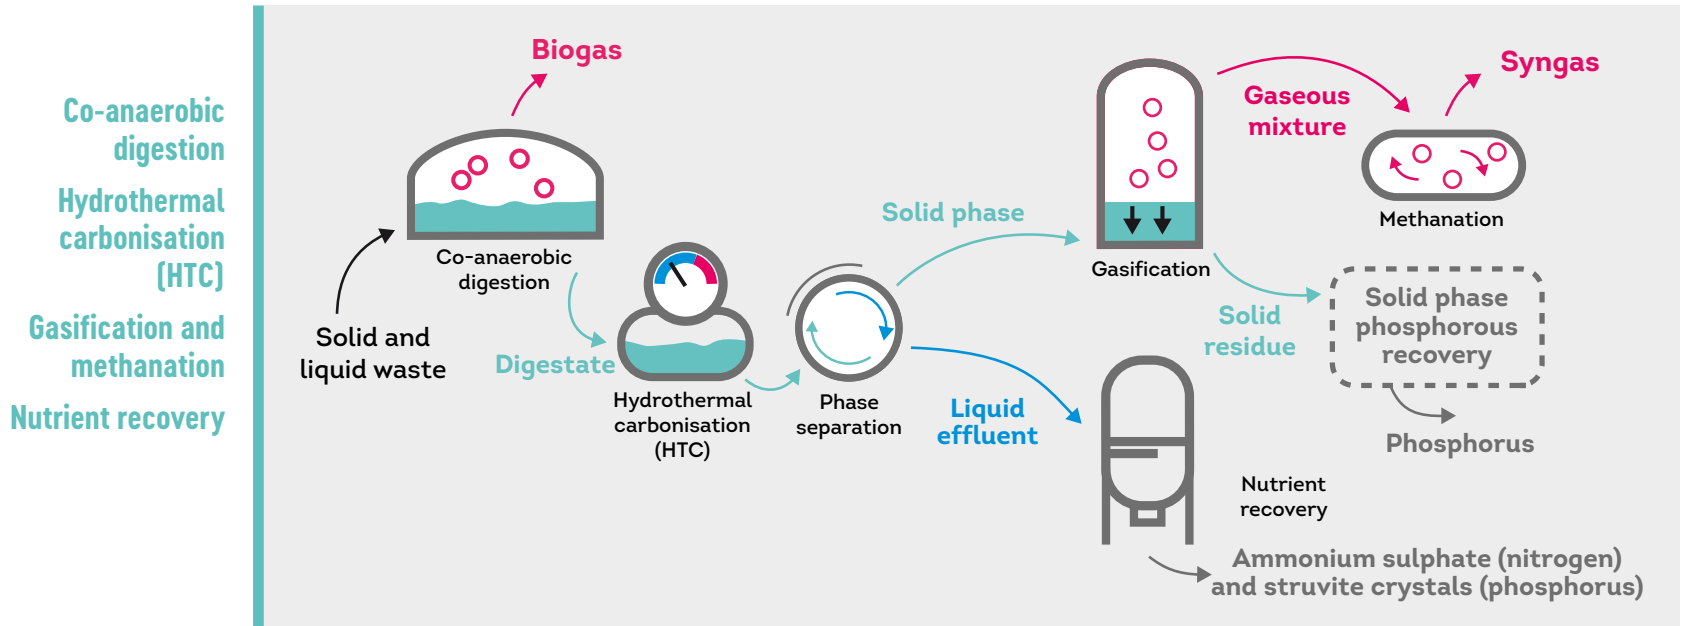 Co-anaerobic
digestion
Hydrothermal
carbonisation
(HTC)
Gasification and
methanation
Nutrient recovery
Biogas
Co-anaerobic
digestion
Solid and
liquid waste
Digestate
Hydrothermal
carbonisation
(HTC)
Phase
separation
Solid phase
Liquid
effluent
Gasification
Gaseous
mixture
Syngas
Methanation
Solid
residue
Solid phase
phosphorous
recovery
Phosphorus
Nutrient
recovery
Ammonium sulphate (nitrogen)
and struvite crystals (phosphorus)